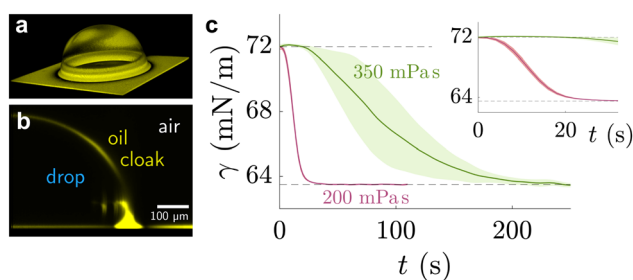 a
b
air
oil
cloak
drop
100 µm
c
72
68
64
γ (mN/m)
350 mPas
200 mPas
0
100
200
t (s)
72
64
0
20
t (s)